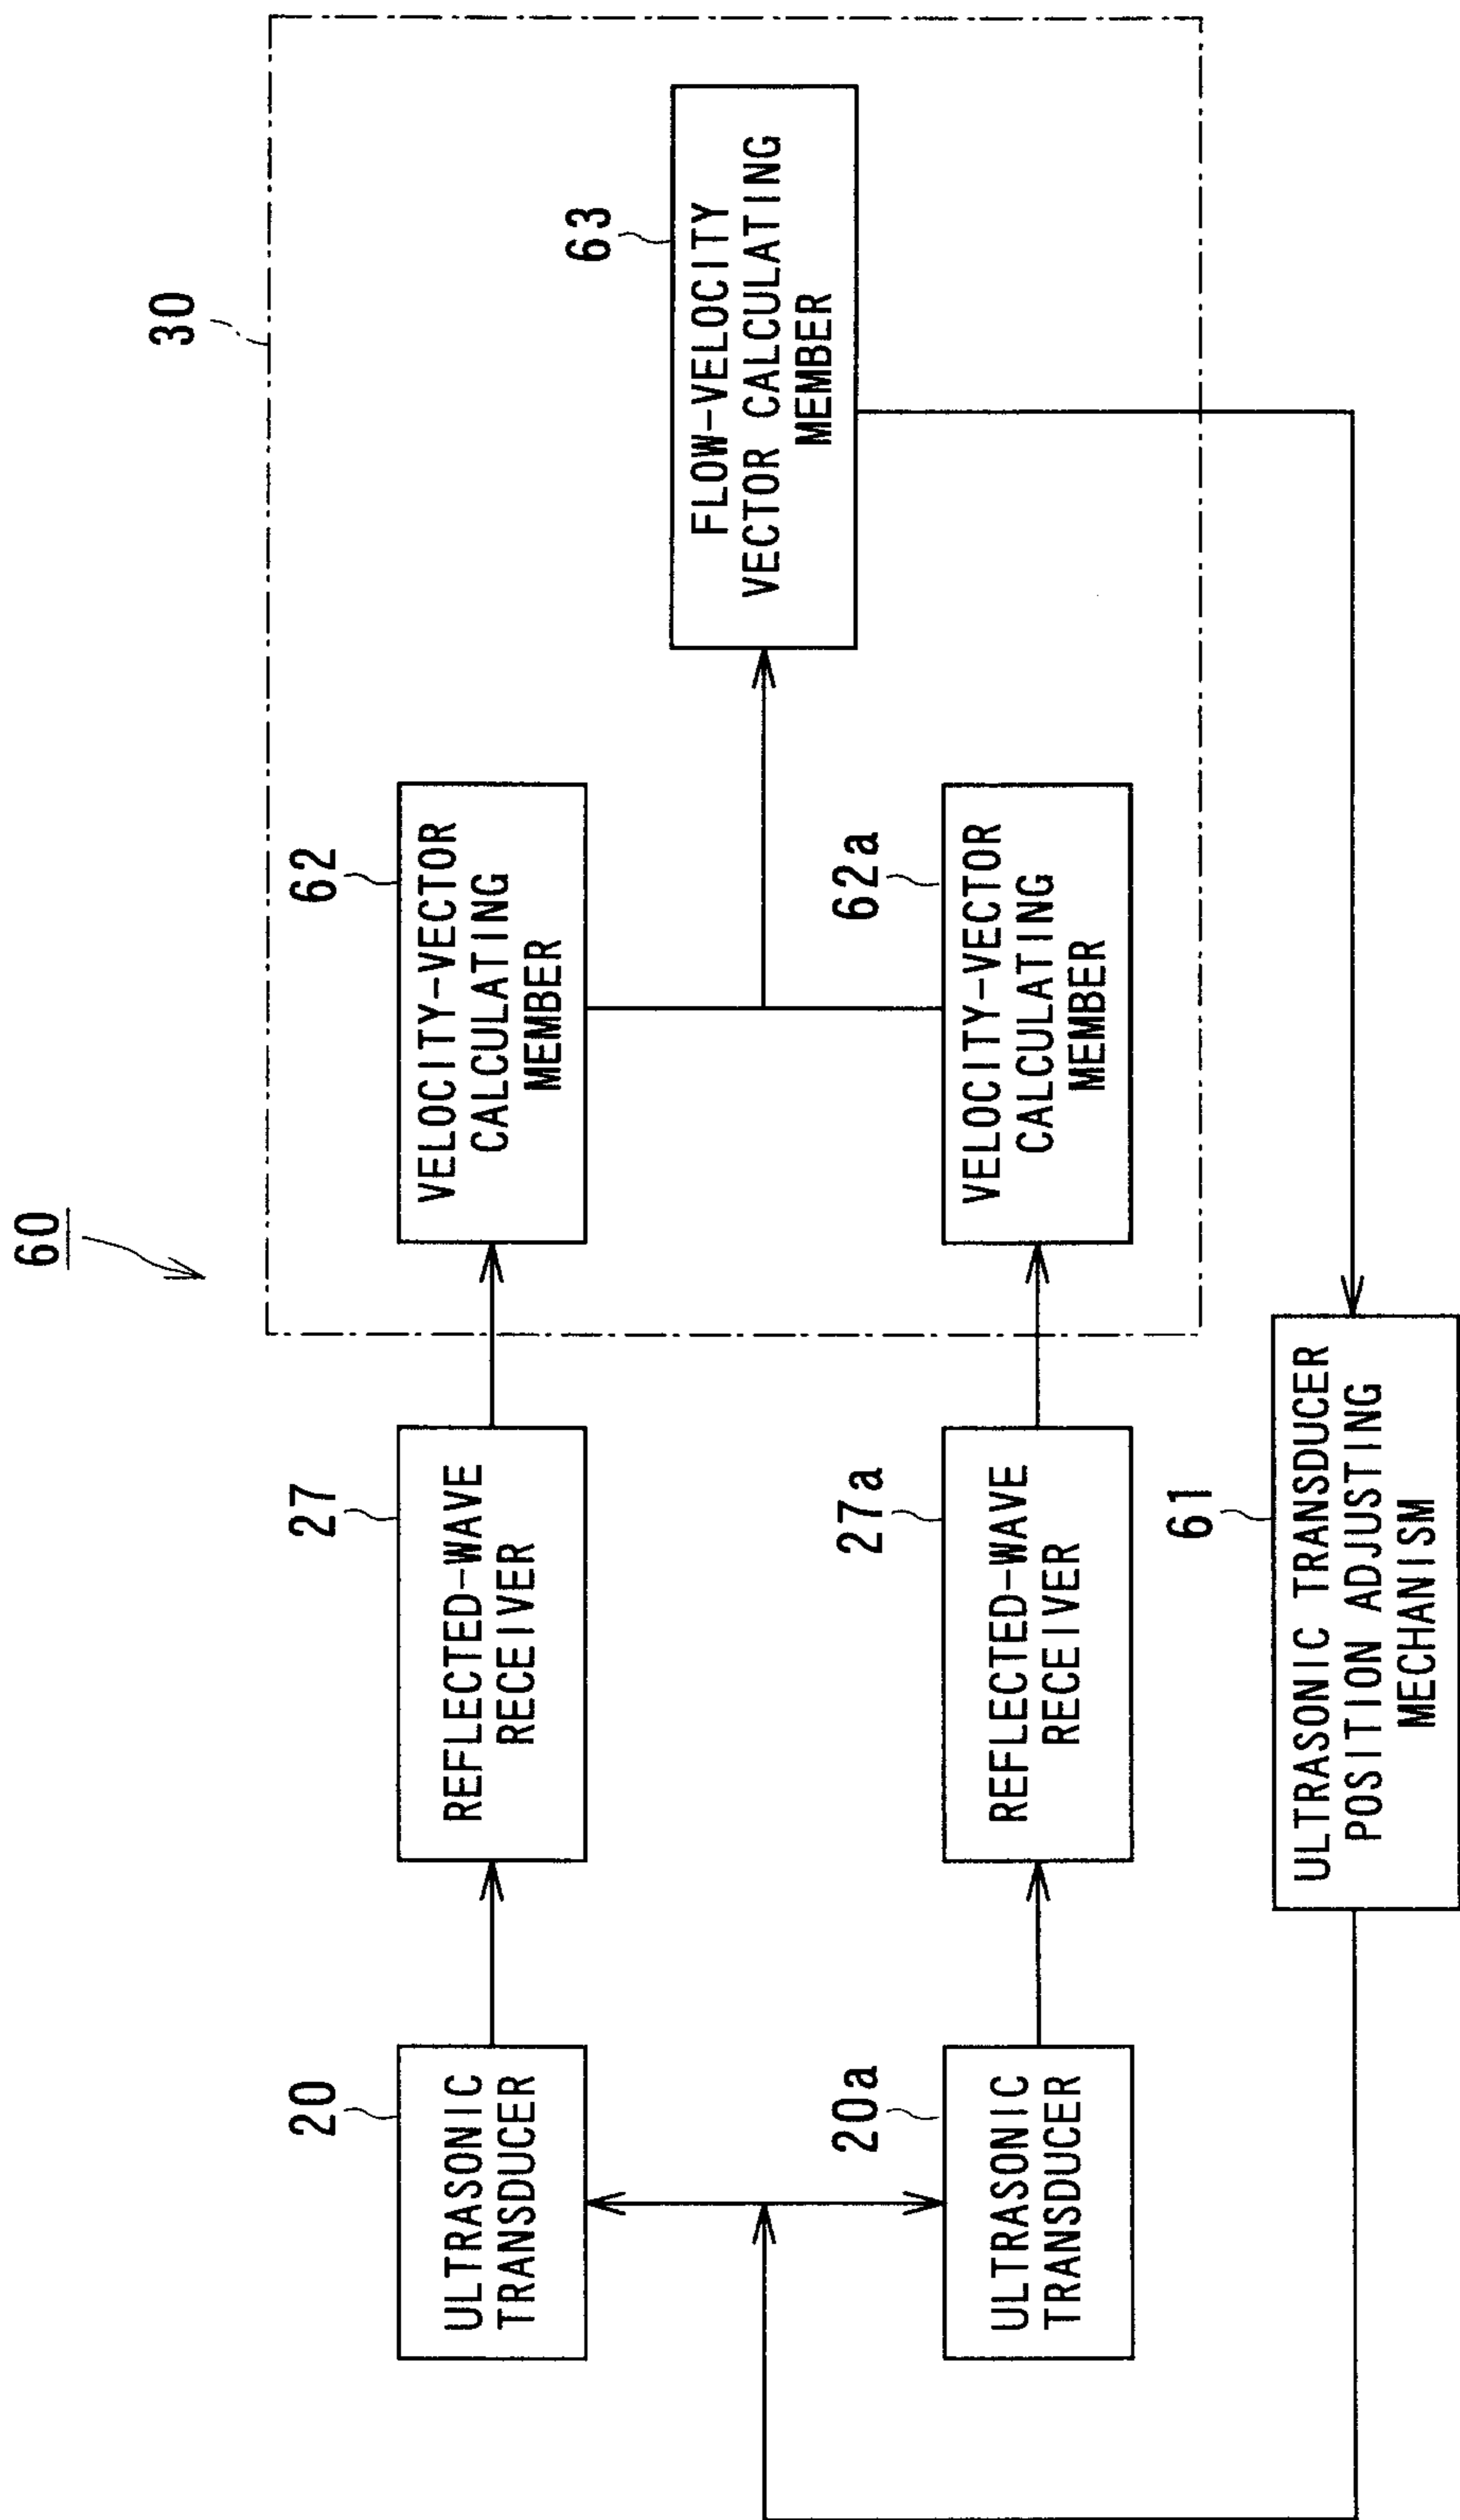 60
30
20
ULTRASONIC
TRANSDUCER
27
REFLECTED-WAVE
RECEIVER
62
VELOCITY-VECTOR
CALCULATING
MEMBER
63
FLOW-VELOCITY
VECTOR CALCULATING
MEMBER
20a
ULTRASONIC
TRANSDUCER
27a
REFLECTED-WAVE
RECEIVER
62a
VELOCITY-VECTOR
CALCULATING
MEMBER
61
ULTRASONIC TRANSDUCER
POSITION ADJUSTING
MECHANISM